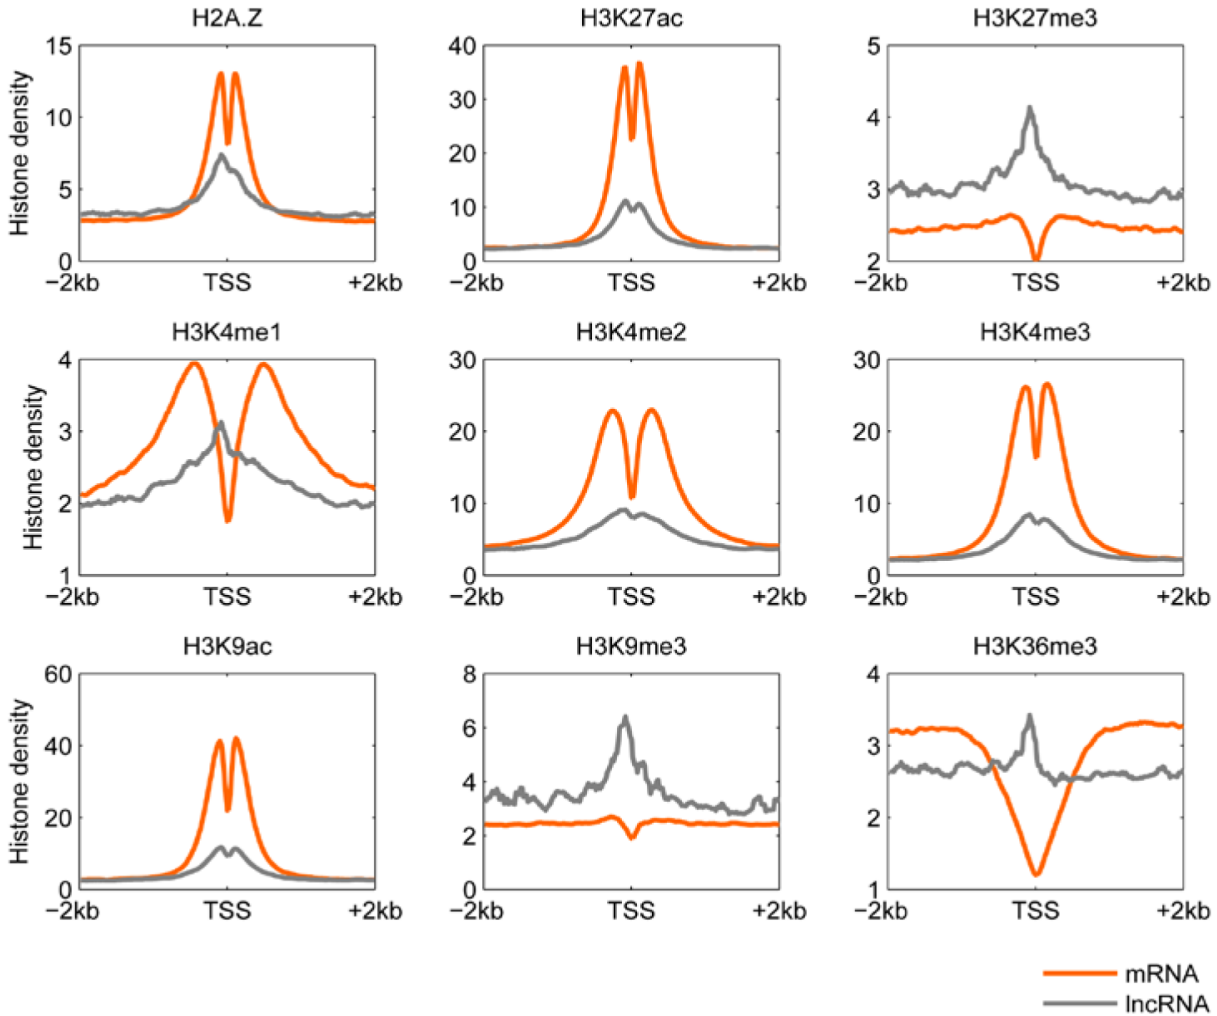 H2A.Z
H3K27ac
H3K27me3
Histone density
15
10
5
0
−2kb
TSS
+2kb
40
30
20
10
0
−2kb
TSS
+2kb
5
4
3
2
−2kb
TSS
+2kb
H3K4me1
H3K4me2
H3K4me3
Histone density
4
3
2
1
−2kb
TSS
+2kb
30
20
10
0
−2kb
TSS
+2kb
30
20
10
0
−2kb
TSS
+2kb
H3K9ac
H3K9me3
H3K36me3
Histone density
60
40
20
0
−2kb
TSS
+2kb
8
6
4
2
0
−2kb
TSS
+2kb
4
3
2
1
−2kb
TSS
+2kb
mRNA
lncRNA